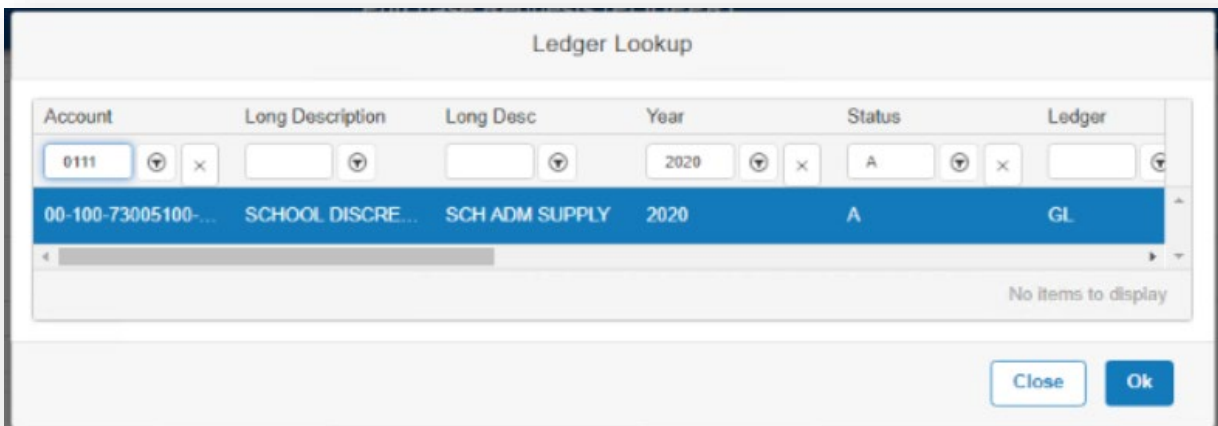 Ledger Lookup
Account Long Description Long Desc Year Status Ledger
0111 2020 A
00-100-73005100-... SCHOOL DISCRE... SCH ADM SUPPLY 2020 A GL
No items to display
Close Ok